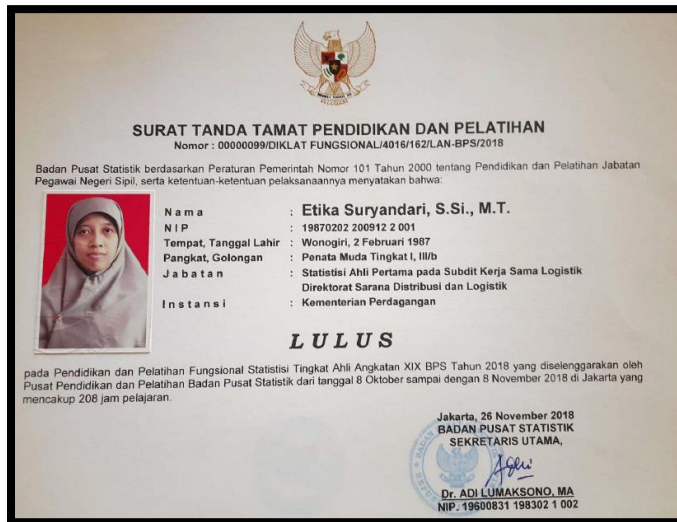 SURAT TANDA TAMAT PENDIDIKAN DAN PELATIHAN
Nomor : 00000099/DIKLAT FUNGSIONAL/4016/162/LAN-BPS/2018
Badan Pusat Statistik berdasarkan Peraturan Pemerintah Nomor 101 Tahun 2000 tentang Pendidikan dan Pelatihan Jabatan
Pegawai Negeri Sipil, serta ketentuan-ketentuan pelaksanaannya menyatakan bahwa:
Nama : Etika Suryandari, S.Si., M.T.
NIP : 19870202 200912 2 001
Tempat, Tanggal Lahir : Wonogiri, 2 Februari 1987
Pangkat, Golongan : Penata Muda Tingkat I, III/b
Jabatan : Statistisi Ahli Pertama pada Subdit Kerja Sama Logistik
Direktorat Sarana Distribusi dan Logistik
Instansi : Kementerian Perdagangan
LULUS
pada Pendidikan dan Pelatihan Fungsional Statistisi Tingkat Ahli Angkatan XIX BPS Tahun 2018 yang diselenggarakan oleh
Pusat Pendidikan dan Pelatihan Badan Pusat Statistik dari tanggal 8 Oktober sampai dengan 8 November 2018 di Jakarta yang
mencakup 208 jam pelajaran.
Jakarta, 26 November 2018
BADAN PUSAT STATISTIK
SEKRETARIS UTAMA,
Dr. ADI LUMAKSONO, MA
NIP. 19600831 198302 1 002